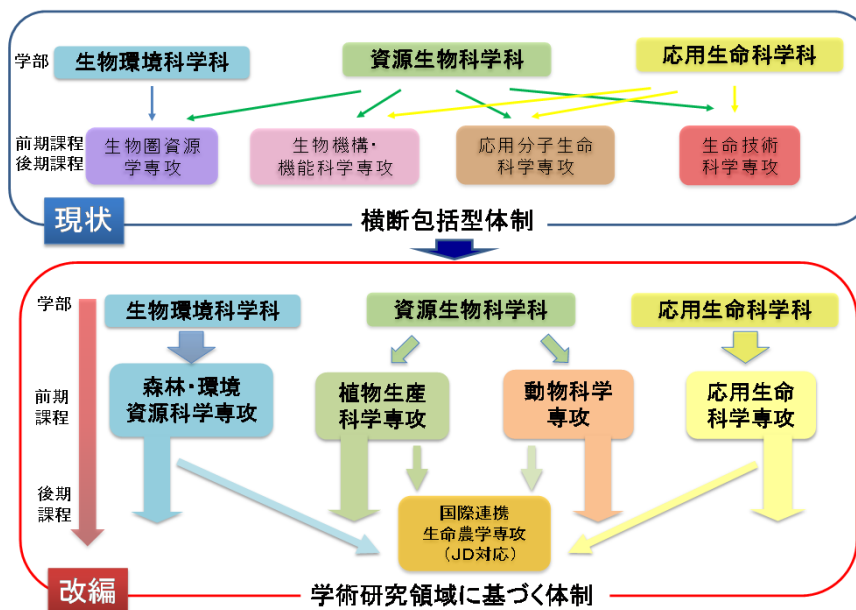 学部
生物環境科学科
資源生物科学科
応用生命科学科
前期課程
後期課程
生物圏資源
学専攻
生物機構・
機能科学専攻
応用分子生命
科学専攻
生命技術
科学専攻
現状
横断包括型体制
学部
生物環境科学科
資源生物科学科
応用生命科学科
前期
課程
森林・環境
資源科学専攻
植物生産
科学専攻
動物科学
専攻
応用生命
科学専攻
後期
課程
国際連携
生命農学専攻
（JD対応）
改編
学術研究領域に基づく体制